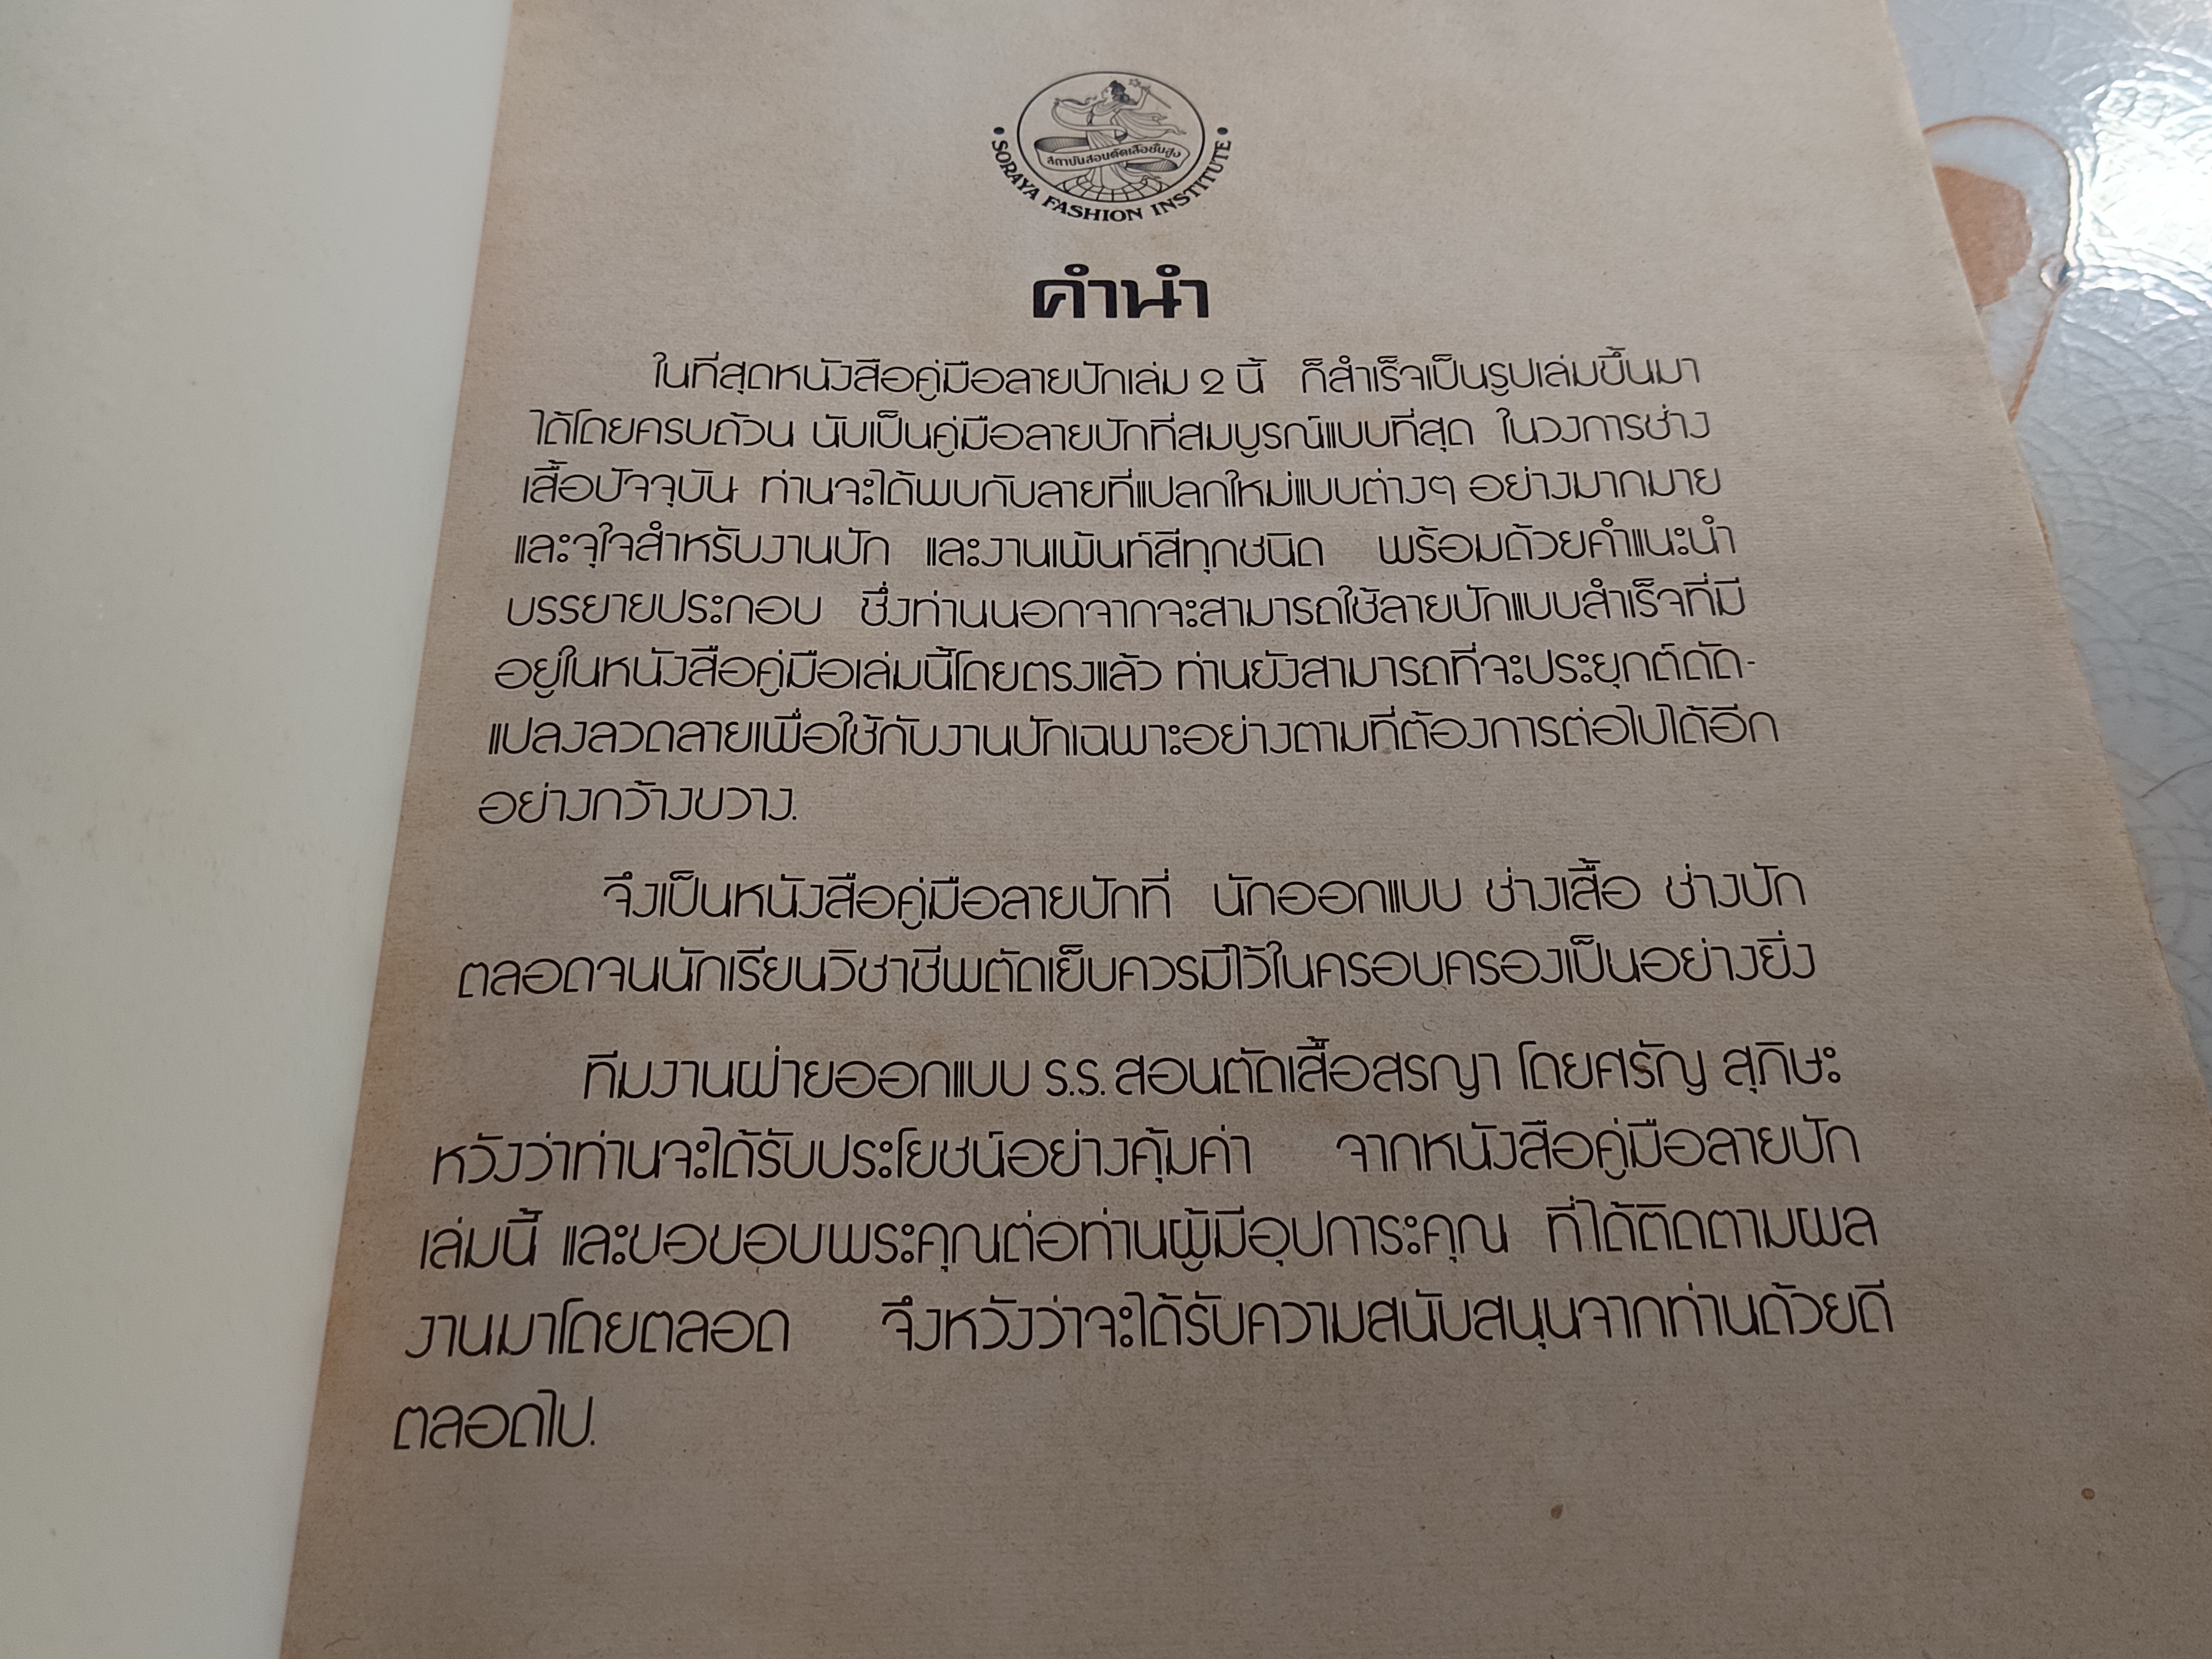 สถาบันสอนตัดเสื้อชั้นสูง
• SORAYA FASHION INSTITUTE •
คำนำ
ในที่สุดหนังสือคู่มือลายปักเล่ม 2 นี้ ก็สำเร็จเป็นรูปเล่มขึ้นมา
ได้โดยครบถ้วน นับเป็นคู่มือลายปักที่สมบูรณ์แบบที่สุด ในวงการช่าง
เสื้อปัจจุบัน ท่านจะได้พบกับลายที่แปลกใหม่แบบต่างๆ อย่างมากมาย
และจุใจสำหรับงานปัก และงานเพ้นท์สีทุกชนิด พร้อมด้วยคำแนะนำ
บรรยายประกอบ ซึ่งท่านนอกจากจะสามารถใช้ลายปักแบบสำเร็จที่มี
อยู่ในหนังสือคู่มือเล่มนี้โดยตรงแล้ว ท่านยังสามารถที่จะประยุกต์ดัด-
แปลงลวดลายเพื่อใช้กับงานปักเฉพาะอย่างตามที่ต้องการต่อไปได้อีก
อย่างกว้างขวาง.
จึงเป็นหนังสือคู่มือลายปักที่ นักออกแบบ ช่างเสื้อ ช่างปัก
ตลอดจนนักเรียนวิชาชีพตัดเย็บควรมีไว้ในครอบครองเป็นอย่างยิ่ง
ทีมงานฝ่ายออกแบบ ร.ร. สอนตัดเสื้อสรญา โดยศรัญ สุภิษะ
หวังว่าท่านจะได้รับประโยชน์อย่างคุ้มค่า จากหนังสือคู่มือลายปัก
เล่มนี้ และขอขอบพระคุณต่อท่านผู้มีอุปการะคุณ ที่ได้ติดตามผล
งานมาโดยตลอด จึงหวังว่าจะได้รับความสนับสนุนจากท่านด้วยดี
ตลอดไป.